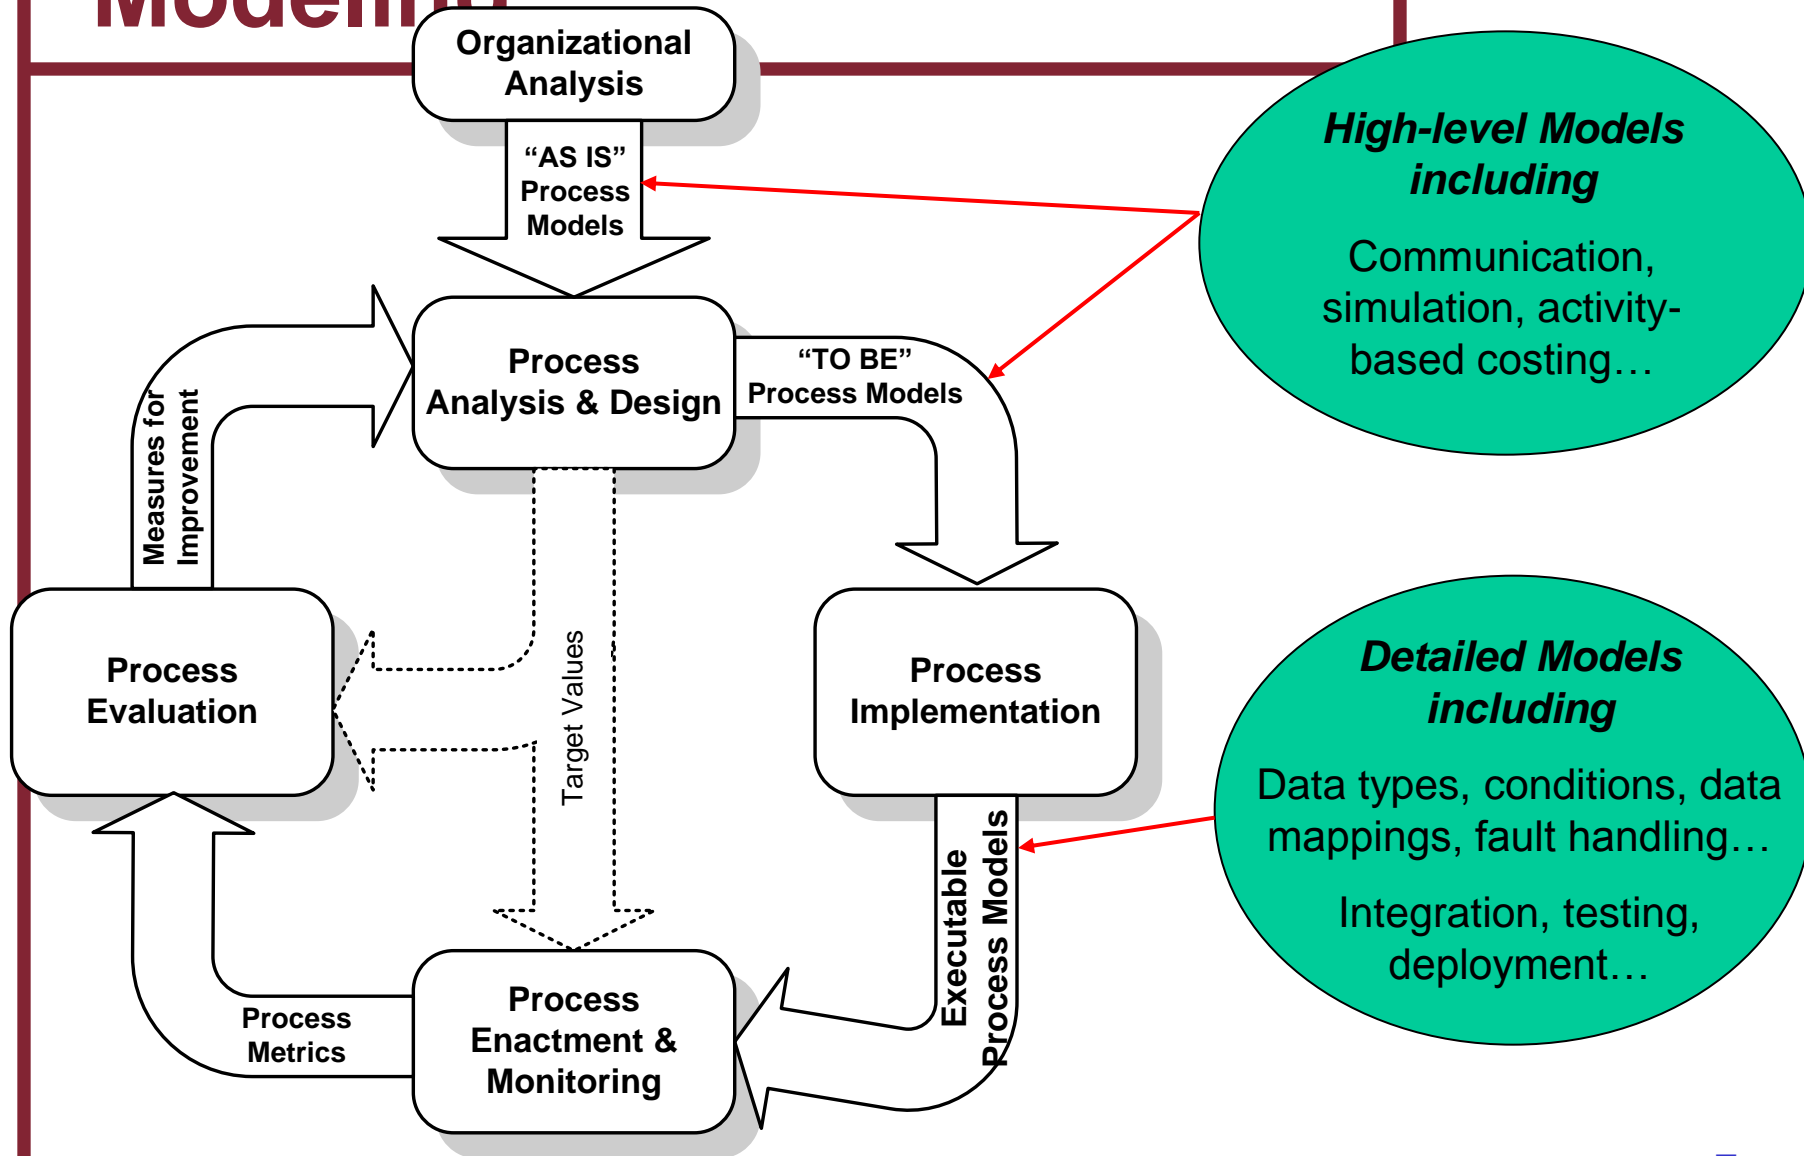 Modeling
Organizational
Analysis
“AS IS”
Process
Models
High-level Models
including
Communication,
simulation, activity-
based costing…
Process
Analysis & Design
“TO BE”
Process Models
Measures for
Improvement
Target Values
Process
Evaluation
Process
Implementation
Detailed Models
including
Data types, conditions, data
mappings, fault handling…
Integration, testing,
deployment…
Executable
Process Models
Process
Metrics
Process
Enactment &
Monitoring